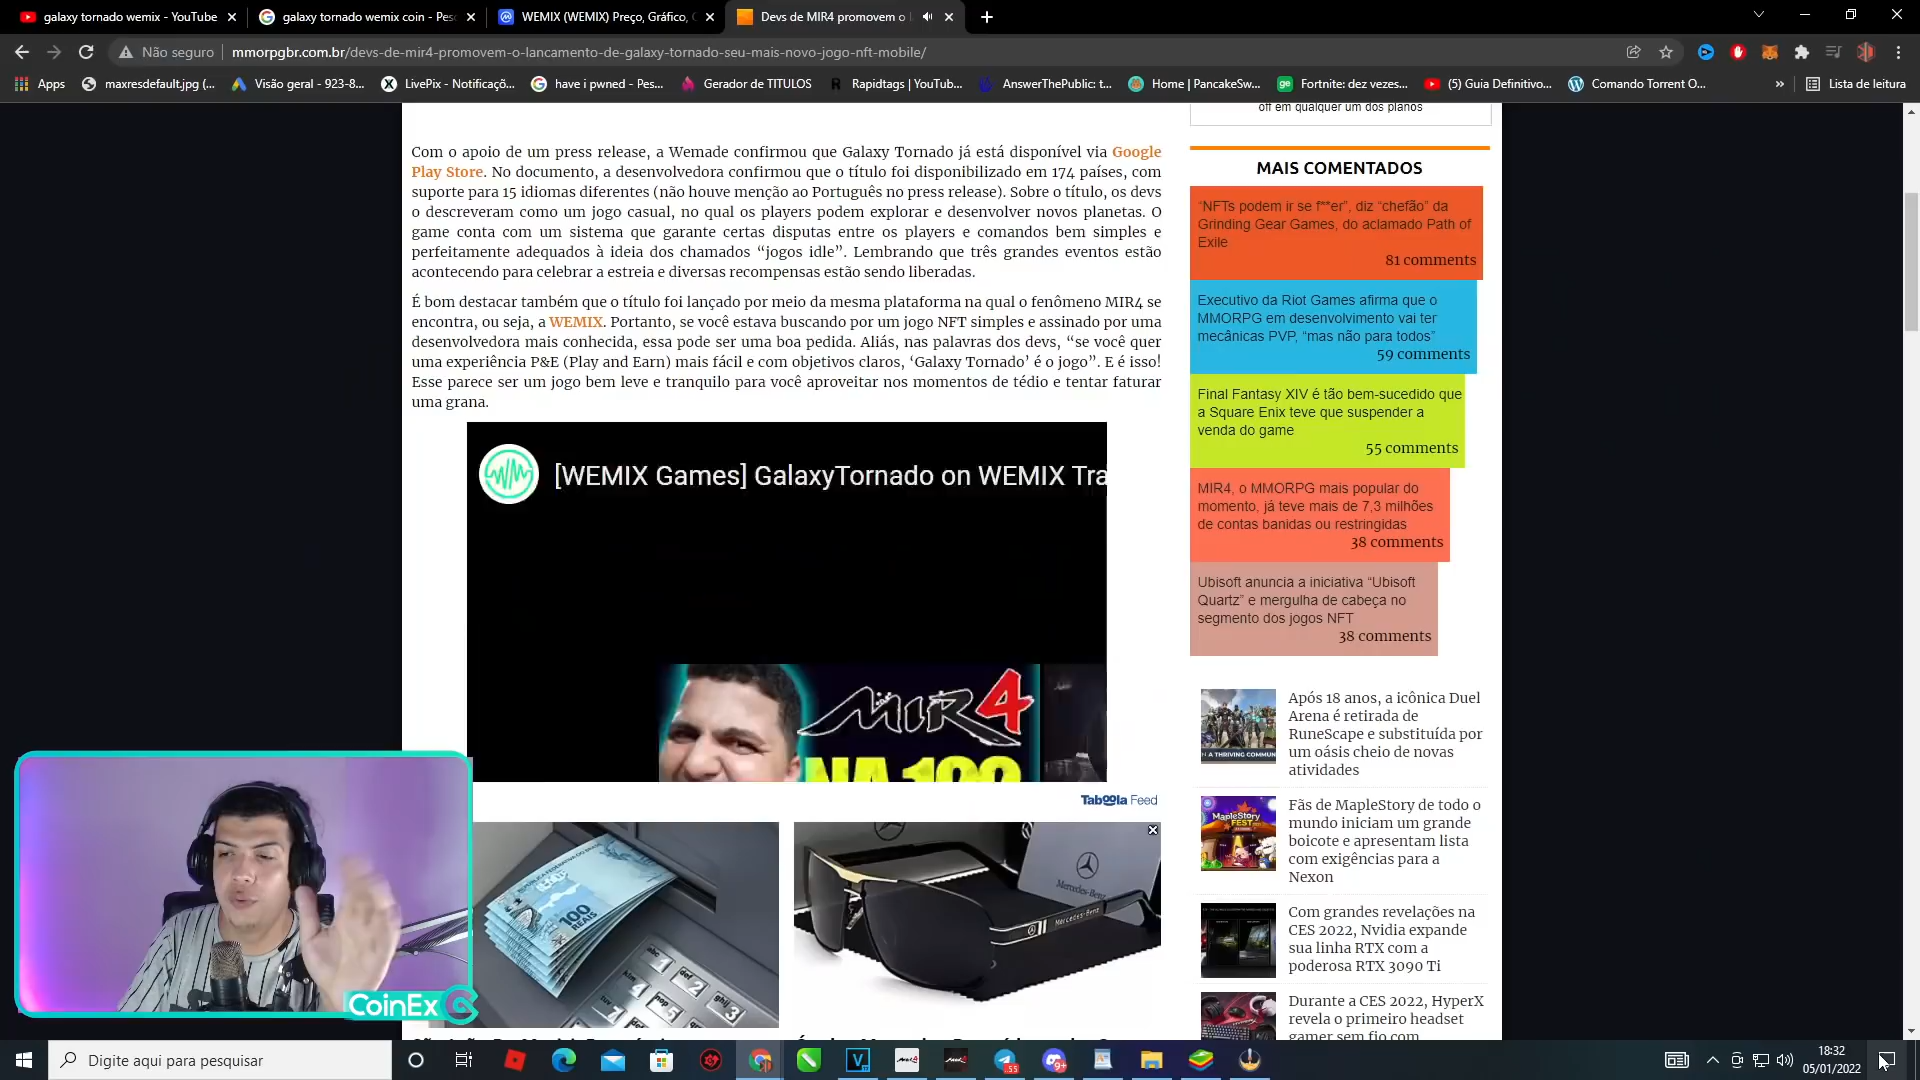 galaxy tornado wemix - YouTube
galaxy tornado wemix coin - Pes
WEMIX (WEMIX) Preço, Gráfico,
Devs de MIR4 promovem o
Não seguro
mmorpgbr.com.br/devs-de-mir4-promovem-o-lancamento-de-galaxy-tornado-seu-mais-novo-jogo-nft-mobile/
Apps
maxresdefault.jpg (...
Visão geral - 923-8...
LivePix - Notificaçõ...
have i pwned - Pes...
Gerador de TITULOS
Rapidtags | YouTub...
AnswerThePublic: t...
Home | PancakeSw...
Fortnite: dez vezes...
(5) Guia Definitivo...
Comando Torrent O...
»
Lista de leitura
off em qualquer um dos planos
Com o apoio de um press release, a Wemade confirmou que Galaxy Tornado já está disponível via Google
Play Store. No documento, a desenvolvedora confirmou que o título foi disponibilizado em 174 países, com
suporte para 15 idiomas diferentes (não houve menção ao Português no press release). Sobre o título, os devs
o descreveram como um jogo casual, no qual os players podem explorar e desenvolver novos planetas. O
game conta com um sistema que garante certas disputas entre os players e comandos bem simples e
perfeitamente adequados à ideia dos chamados “jogos idle”. Lembrando que três grandes eventos estão
acontecendo para celebrar a estreia e diversas recompensas estão sendo liberadas.
É bom destacar também que o título foi lançado por meio da mesma plataforma na qual o fenômeno MIR4 se
encontra, ou seja, a WEMIX. Portanto, se você estava buscando por um jogo NFT simples e assinado por uma
desenvolvedora mais conhecida, essa pode ser uma boa pedida. Aliás, nas palavras dos devs, “se você quer
uma experiência P&E (Play and Earn) mais fácil e com objetivos claros, ‘Galaxy Tornado’ é o jogo”. E é isso!
Esse parece ser um jogo bem leve e tranquilo para você aproveitar nos momentos de tédio e tentar faturar
uma grana.
[WEMIX Games] GalaxyTornado on WEMIX Tra
MIR4
NA 100
Taboola Feed
100
REAIS
Mercedes-Benz
Mercedes-Benz
CoinEx
MAIS COMENTADOS
“NFTs podem ir se f**er”, diz “chefão” da
Grinding Gear Games, do aclamado Path of
Exile
81 comments
Executivo da Riot Games afirma que o
MMORPG em desenvolvimento vai ter
mecânicas PVP, “mas não para todos”
59 comments
Final Fantasy XIV é tão bem-sucedido que
a Square Enix teve que suspender a
venda do game
55 comments
MIR4, o MMORPG mais popular do
momento, já teve mais de 7,3 milhões
de contas banidas ou restringidas
38 comments
Ubisoft anuncia a iniciativa “Ubisoft
Quartz” e mergulha de cabeça no
segmento dos jogos NFT
38 comments
Após 18 anos, a icônica Duel
Arena é retirada de
RuneScape e substituída por
um oásis cheio de novas
atividades
Fãs de MapleStory de todo o
mundo iniciam um grande
boicote e apresentam lista
com exigências para a
Nexon
Com grandes revelações na
CES 2022, Nvidia expande
sua linha RTX com a
poderosa RTX 3090 Ti
Durante a CES 2022, HyperX
revela o primeiro headset
gamer sem fio com
Digite aqui para pesquisar
18:32
05/01/2022